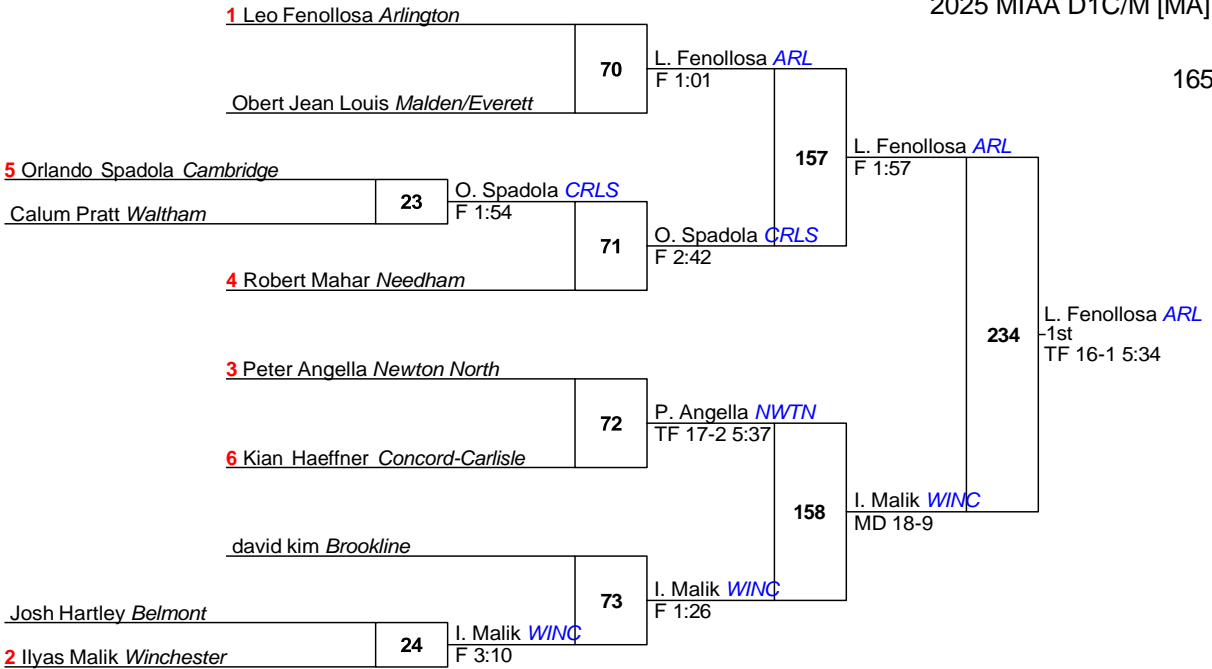 2025 MIAA D1C/M [MA]
165
1 Leo Fenollosa Arlington
70
L. Fenollosa ARL
F 1:01
Obert Jean Louis Malden/Everett
157
L. Fenollosa ARL
F 1:57
5 Orlando Spadola Cambridge
23
O. Spadola CRLS
F 1:54
Calum Pratt Waltham
71
O. Spadola CRLS
F 2:42
4 Robert Mahar Needham
234
L. Fenollosa ARL
1st
TF 16-1 5:34
3 Peter Angella Newton North
72
P. Angella NWTN
TF 17-2 5:37
6 Kian Haeffner Concord-Carlisle
158
I. Malik WINC
MD 18-9
david kim Brookline
73
I. Malik WINC
F 1:26
Josh Hartley Belmont
24
I. Malik WINC
F 3:10
2 Ilyas Malik Winchester